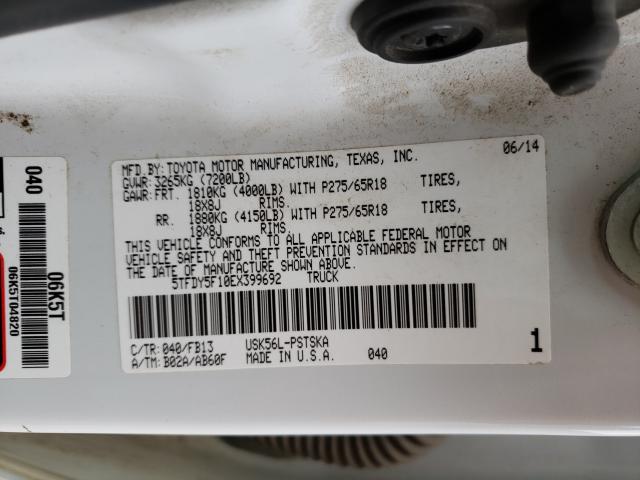 MFD.BY:TOYOTA MOTOR MANUFACTURING, TEXAS, INC. 06/14
GVWR:3265KG (7200LB)
GAWR:FRT. 1810KG (4000LB) WITH P275/65R18 TIRES,
18X8J RIMS.
RR. 1880KG (4150LB) WITH P275/65R18 TIRES,
18X8J RIMS.
THIS VEHICLE CONFORMS TO ALL APPLICABLE FEDERAL MOTOR
VEHICLE SAFETY AND THEFT PREVENTION STANDARDS IN EFFECT ON
THE DATE OF MANUFACTURE SHOWN ABOVE.
5TFDY5F10EX399692 TRUCK
C/TR:040/FB13 USK56L-PSTSKA
A/TM:B02A/AB60F MADE IN U.S.A. 040
1
040
06K5T04820
06K5T